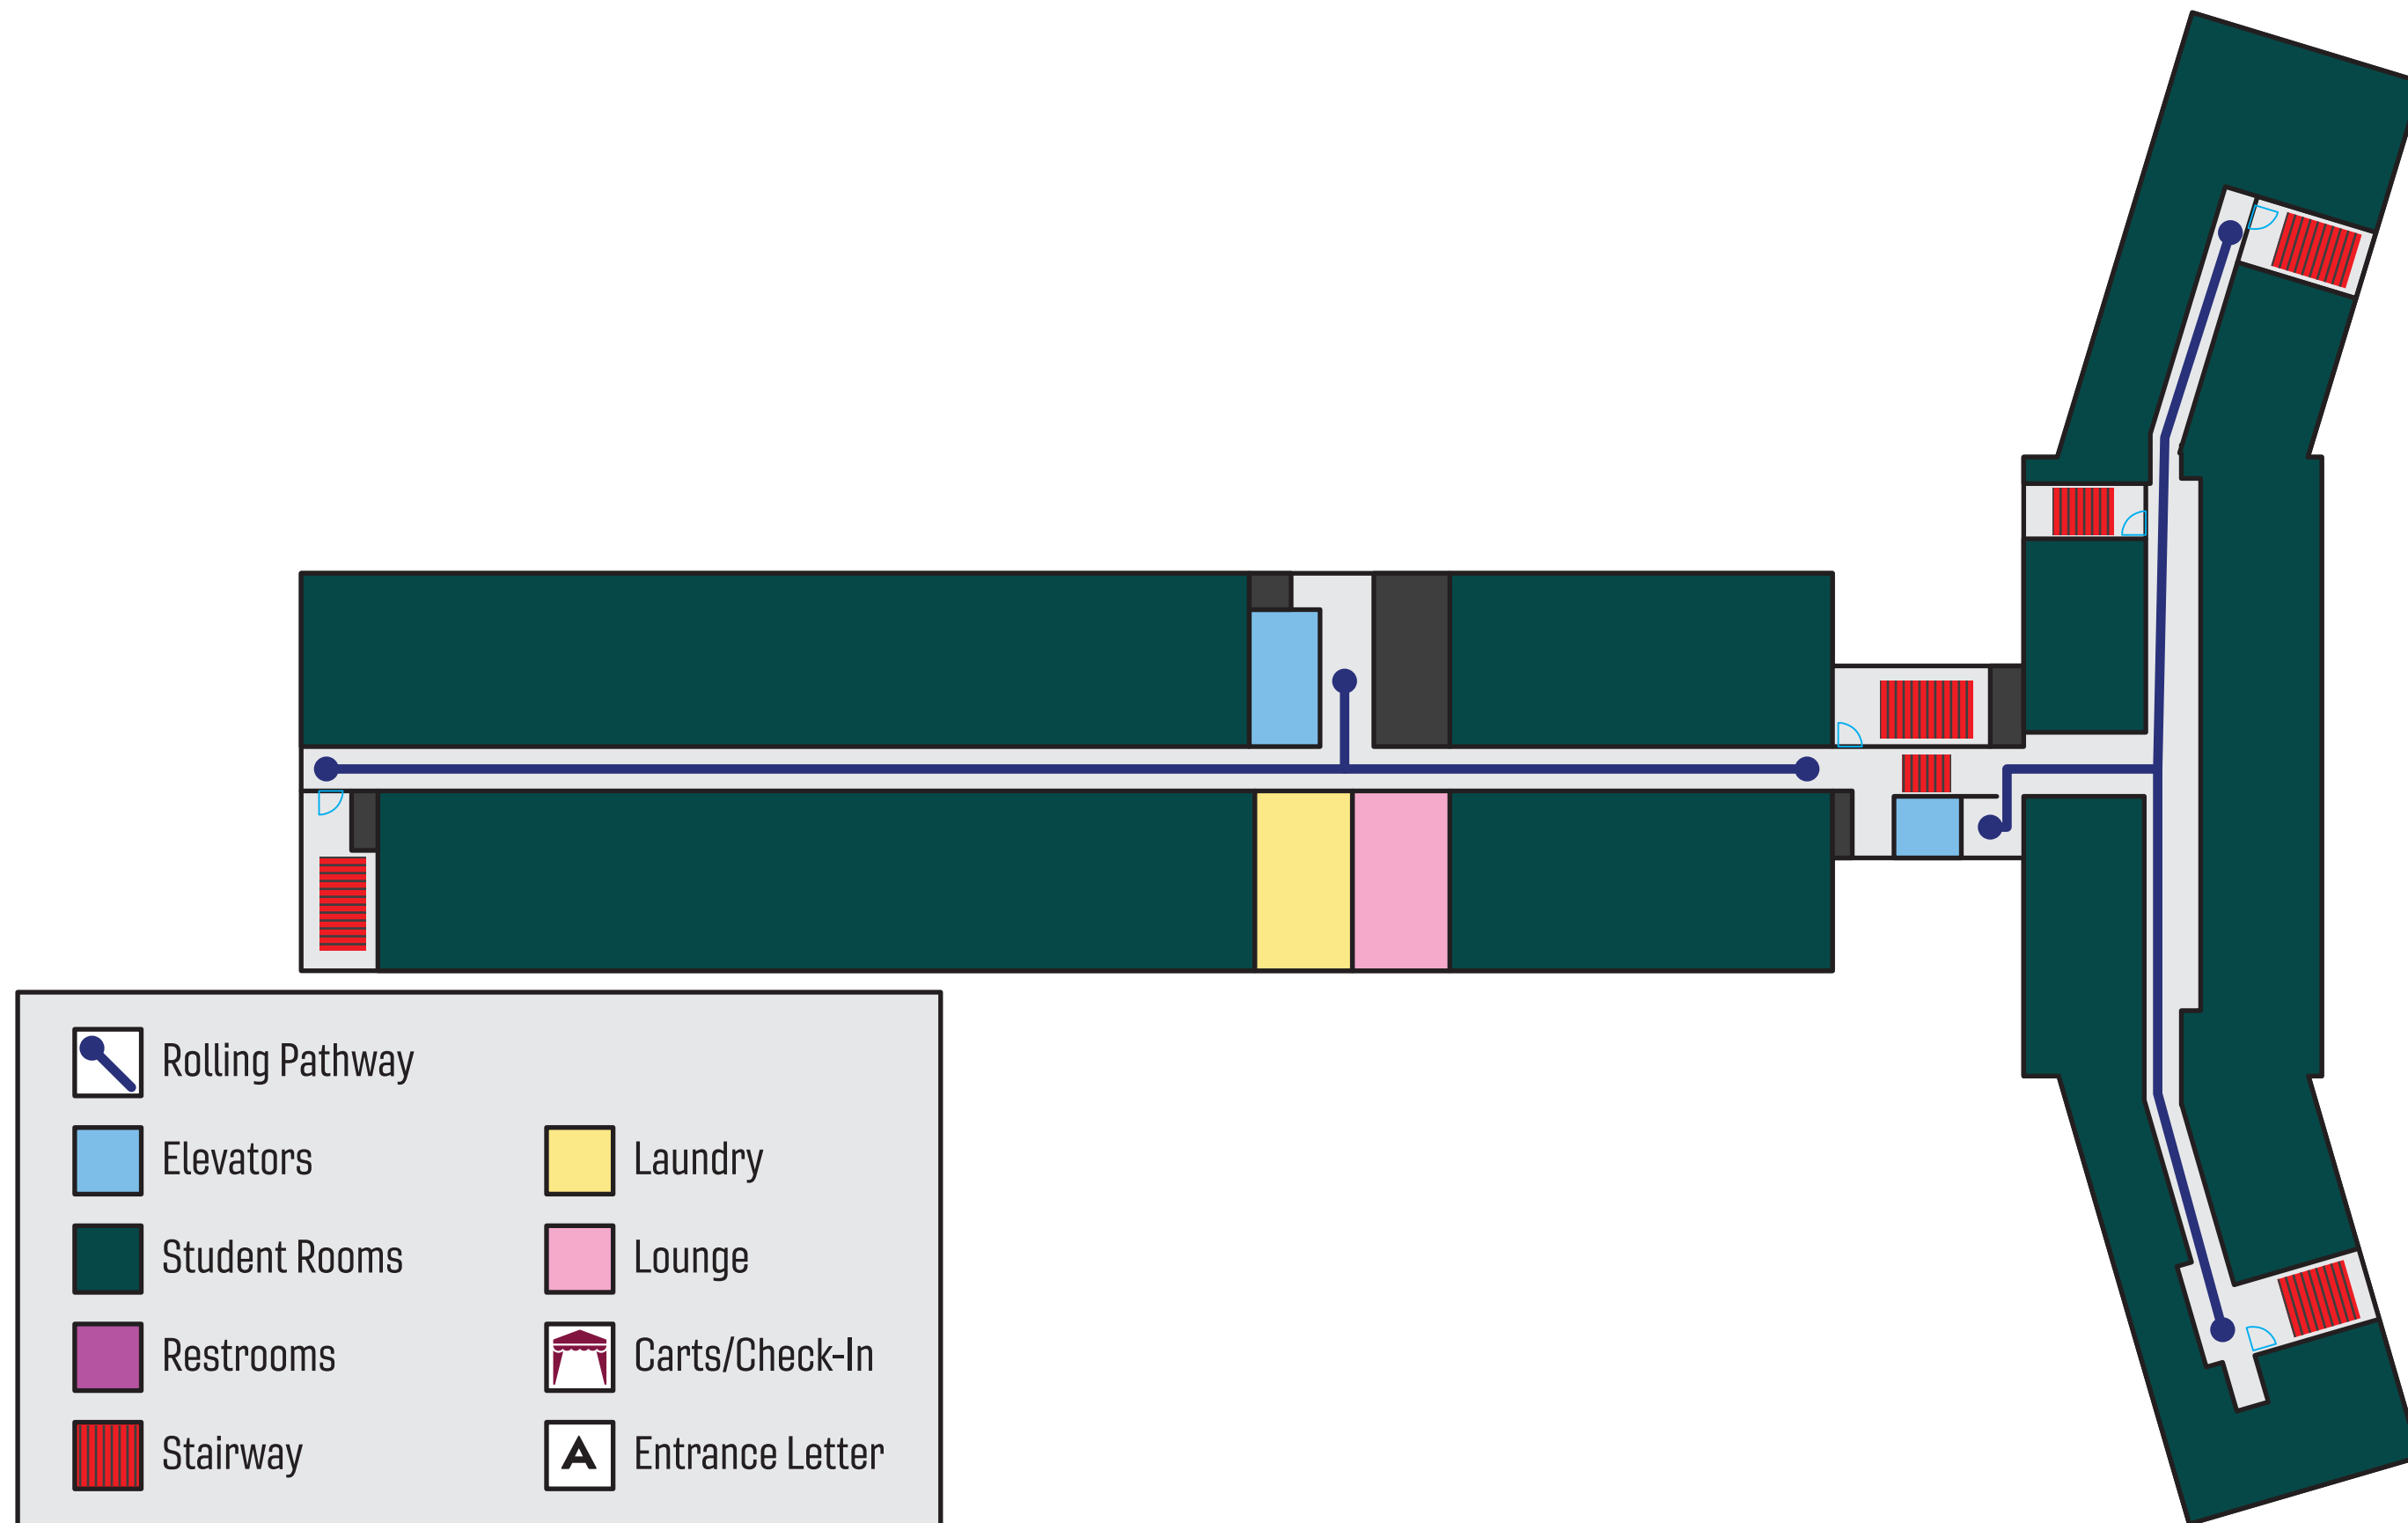 Rolling Pathway
Elevators
Laundry
Student Rooms
Lounge
Restrooms
Carts/Check-In
Stairway
A
Entrance Letter